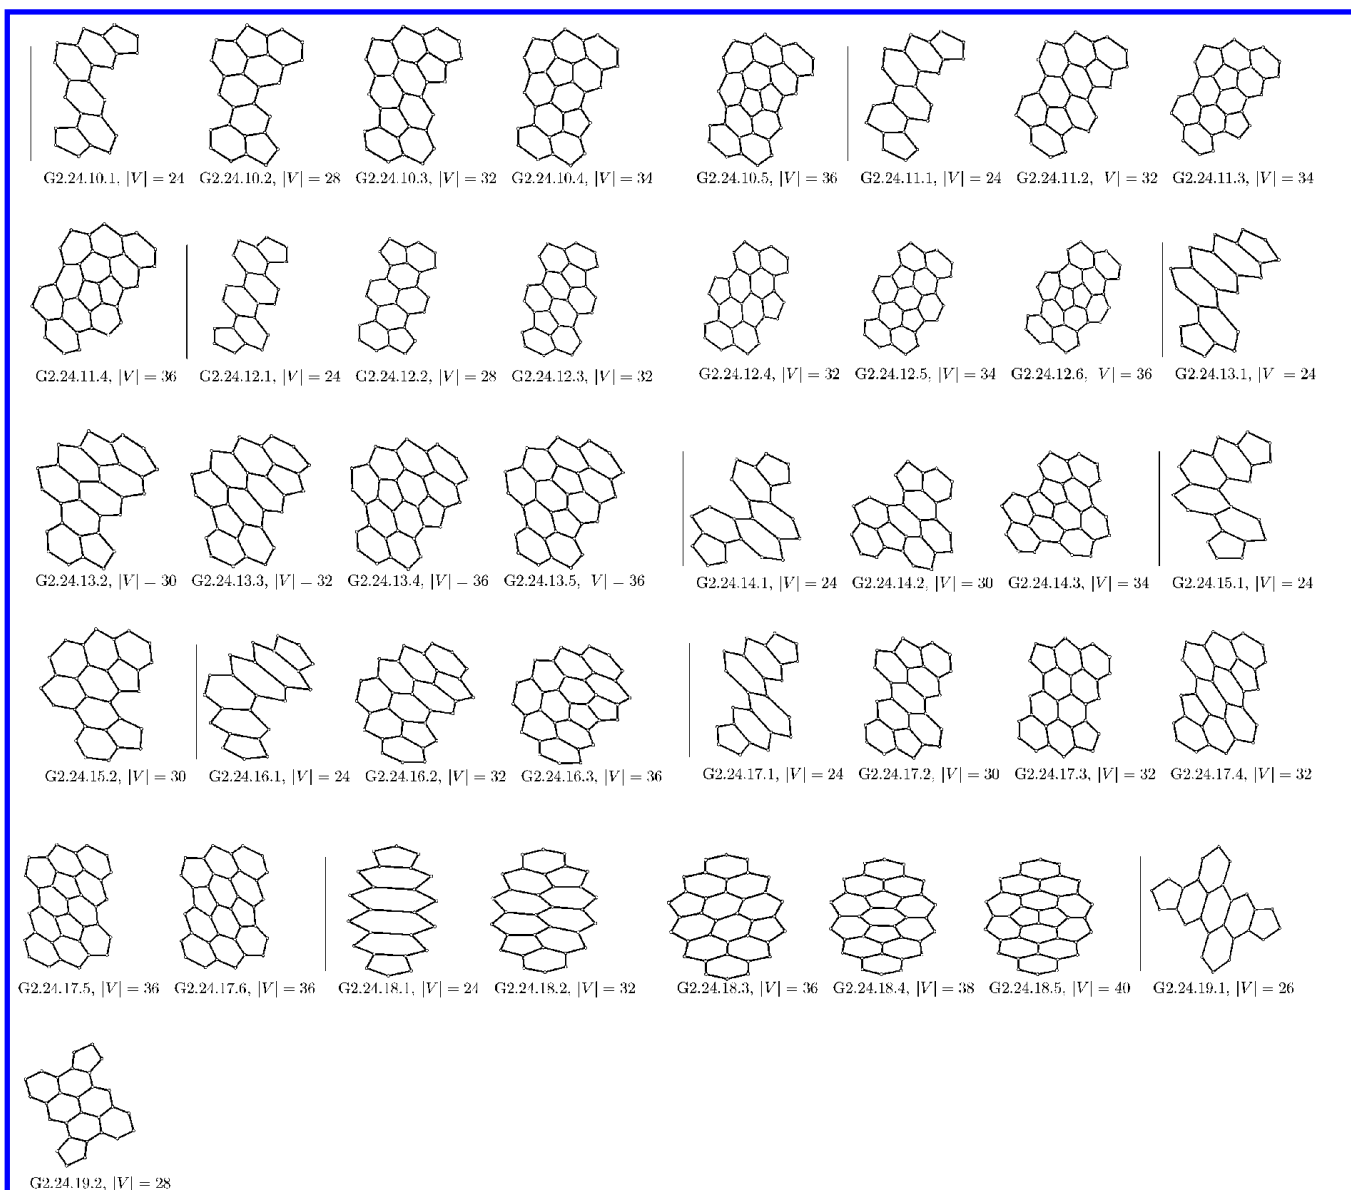 G2.24.10.1, |V| = 24 G2.24.10.2, |V| = 28 G2.24.10.3, |V| = 32 G2.24.10.4, |V| = 34 G2.24.10.5, |V| = 36 G2.24.11.1, |V| = 24 G2.24.11.2, V| = 32 G2.24.11.3, |V| = 34
G2.24.11.4, |V| = 36 G2.24.12.1, |V| = 24 G2.24.12.2, |V| = 28 G2.24.12.3, |V| = 32 G2.24.12.4, |V| = 32 G2.24.12.5, |V| = 34 G2.24.12.6, V| = 36 G2.24.13.1, |V = 24
G2.24.13.2, |V| − 30 G2.24.13.3, |V| − 32 G2.24.13.4, |V| − 36 G2.24.13.5, V| − 36 G2.24.14.1, |V| = 24 G2.24.14.2, |V| = 30 G2.24.14.3, |V| = 34 G2.24.15.1, |V| = 24
G2.24.15.2, |V| = 30 G2.24.16.1, |V| = 24 G2.24.16.2, |V| = 32 G2.24.16.3, |V| = 36 G2.24.17.1, |V| = 24 G2.24.17.2, |V| = 30 G2.24.17.3, |V| = 32 G2.24.17.4, |V| = 32
G2.24.17.5, |V| = 36 G2.24.17.6, |V| = 36 G2.24.18.1, |V| = 24 G2.24.18.2, |V| = 32 G2.24.18.3, |V| = 36 G2.24.18.4, |V| = 38 G2.24.18.5, |V| = 40 G2.24.19.1, |V| = 26
G2.24.19.2, |V| = 28